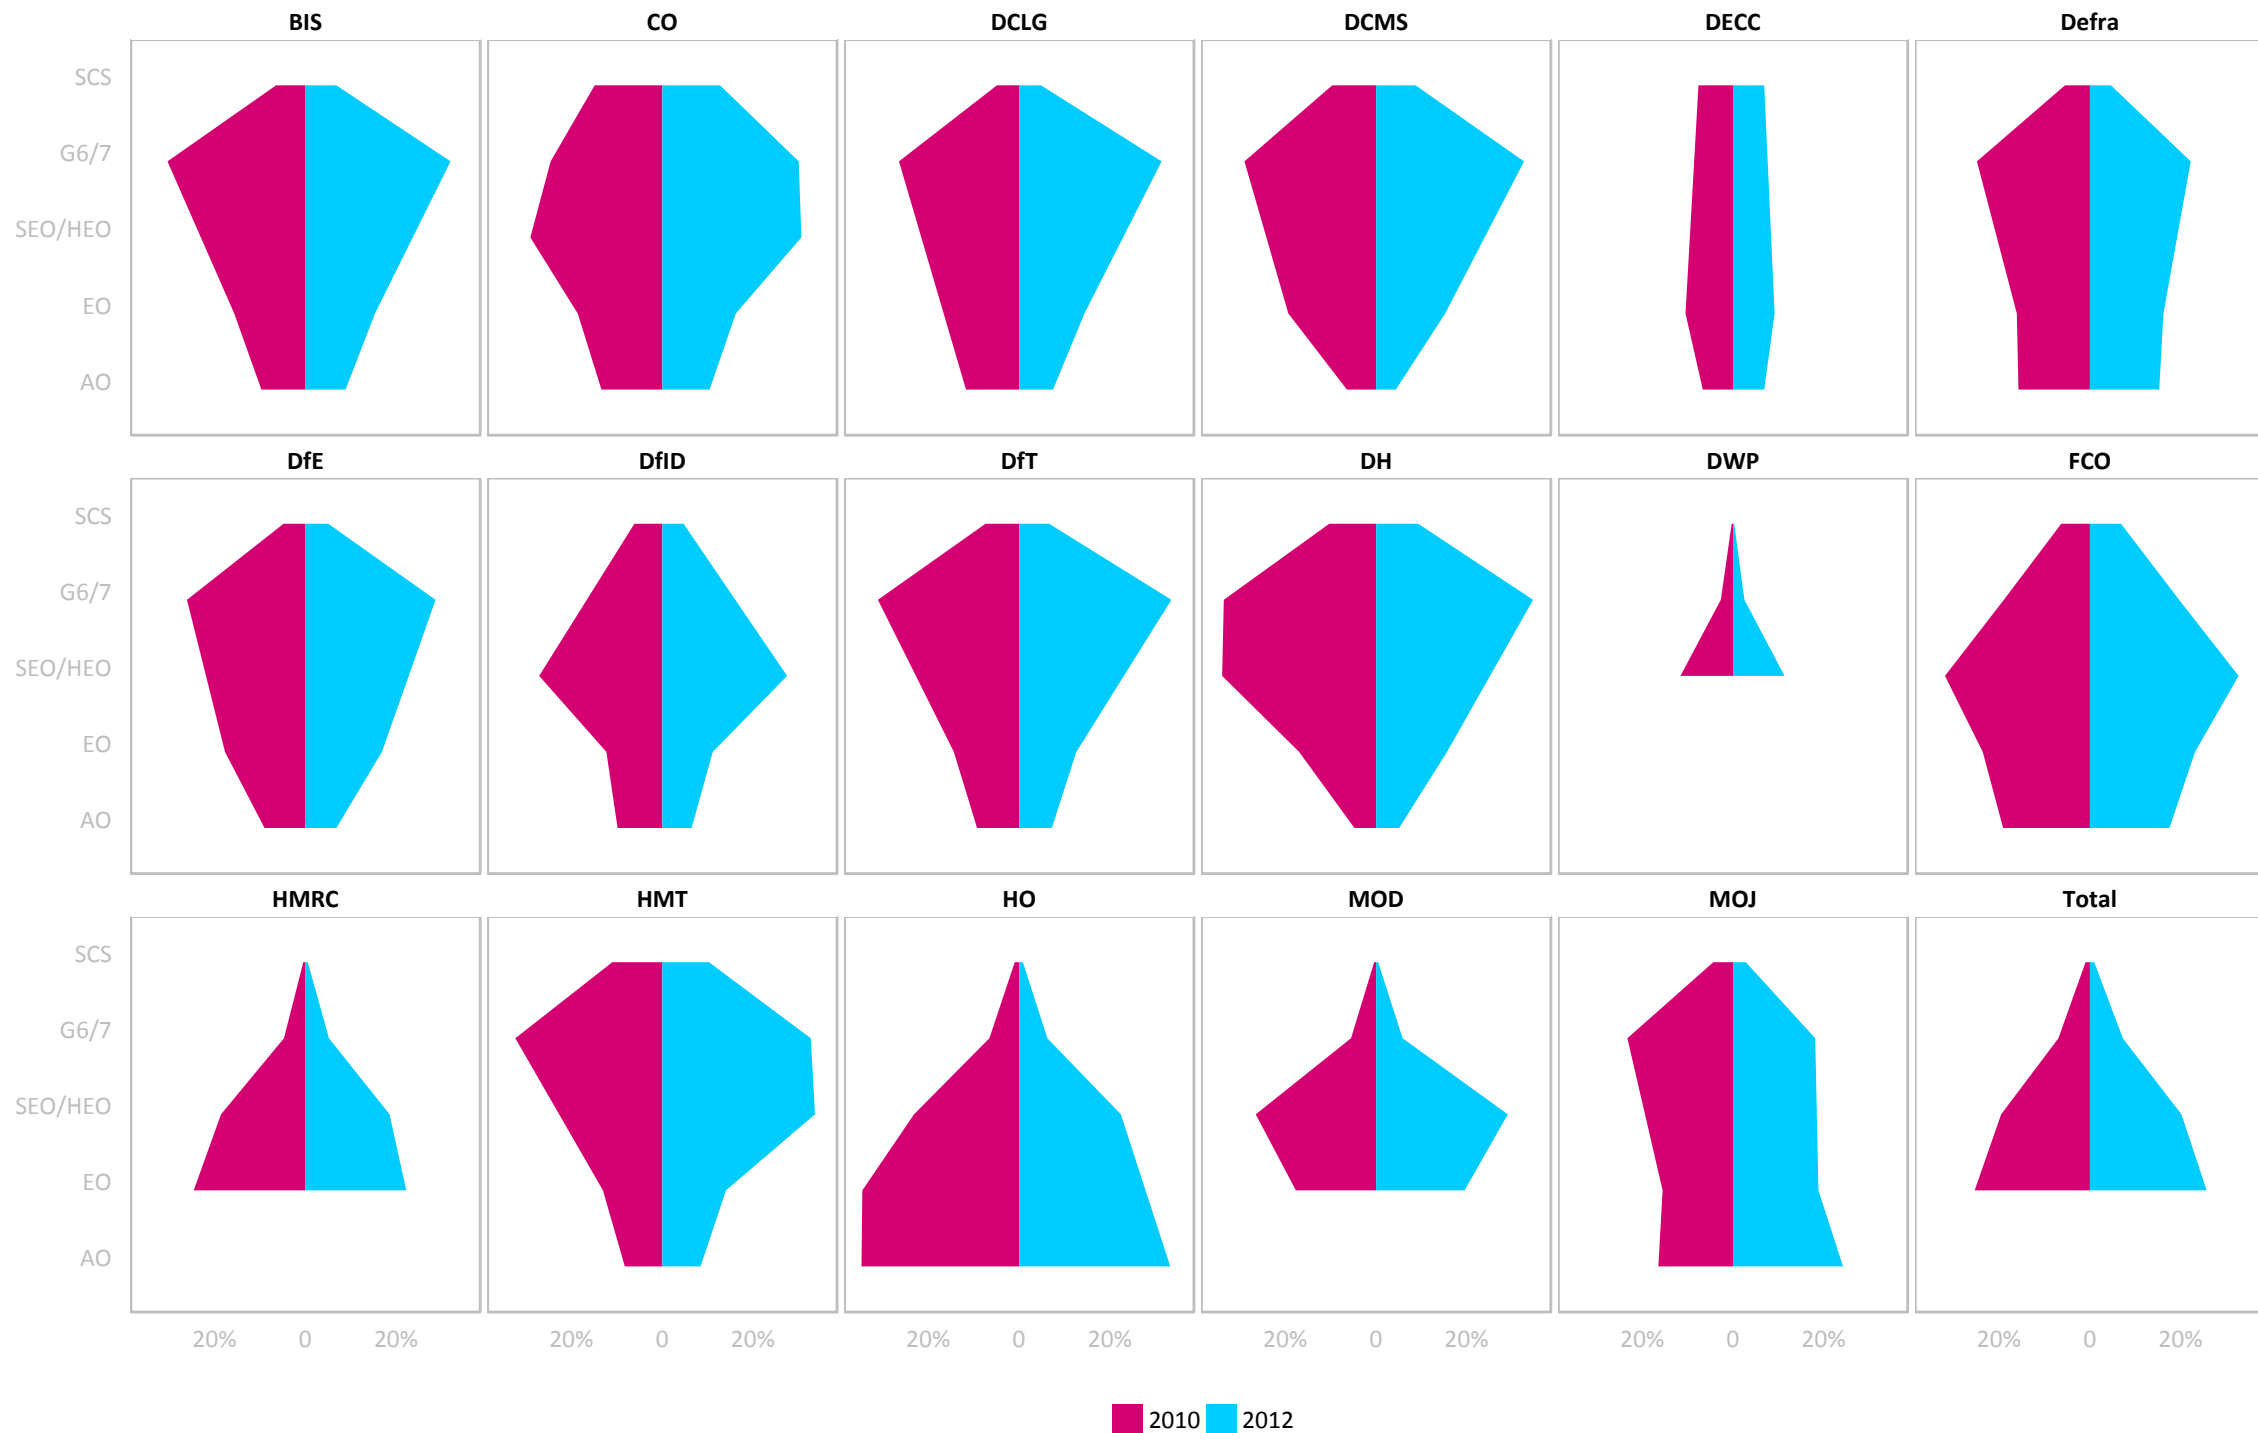 BIS CO DCLG DCMS DECC Defra
SCS
G6/7
SEO/HEO
EO
AO
DfE DfID DfT DH DWP FCO
SCS
G6/7
SEO/HEO
EO
AO
HMRC HMT HO MOD MOJ Total
SCS
G6/7
SEO/HEO
EO
AO
20% 0 20% 20% 0 20% 20% 0 20% 20% 0 20% 20% 0 20% 20% 0 20%
2010 2012